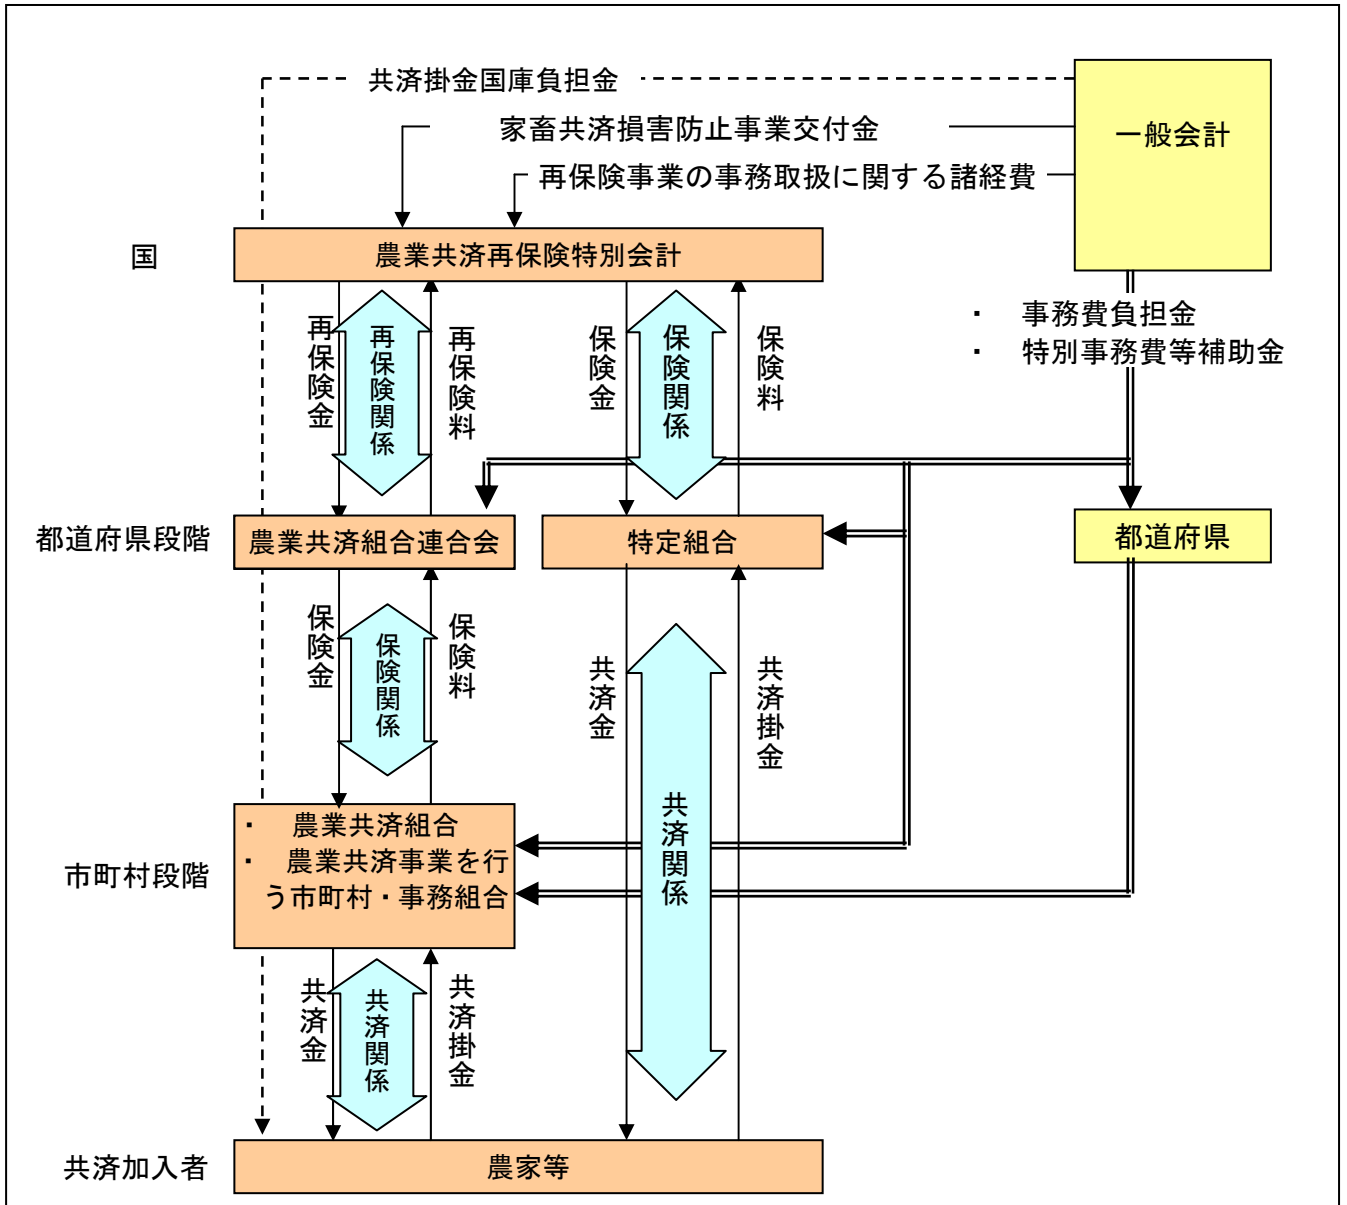 共済掛金国庫負担金
家畜共済損害防止事業交付金
再保険事業の事務取扱に関する諸経費
一般会計
国
農業共済再保険特別会計
・ 事務費負担金
・ 特別事務費等補助金
再保険金
再保険関係
再保険料
保険金
保険関係
保険料
都道府県段階
農業共済組合連合会
特定組合
都道府県
保険金
保険関係
保険料
共済金
共済関係
共済掛金
市町村段階
・ 農業共済組合
・ 農業共済事業を行
う市町村・事務組合
共済金
共済関係
共済掛金
共済加入者
農家等